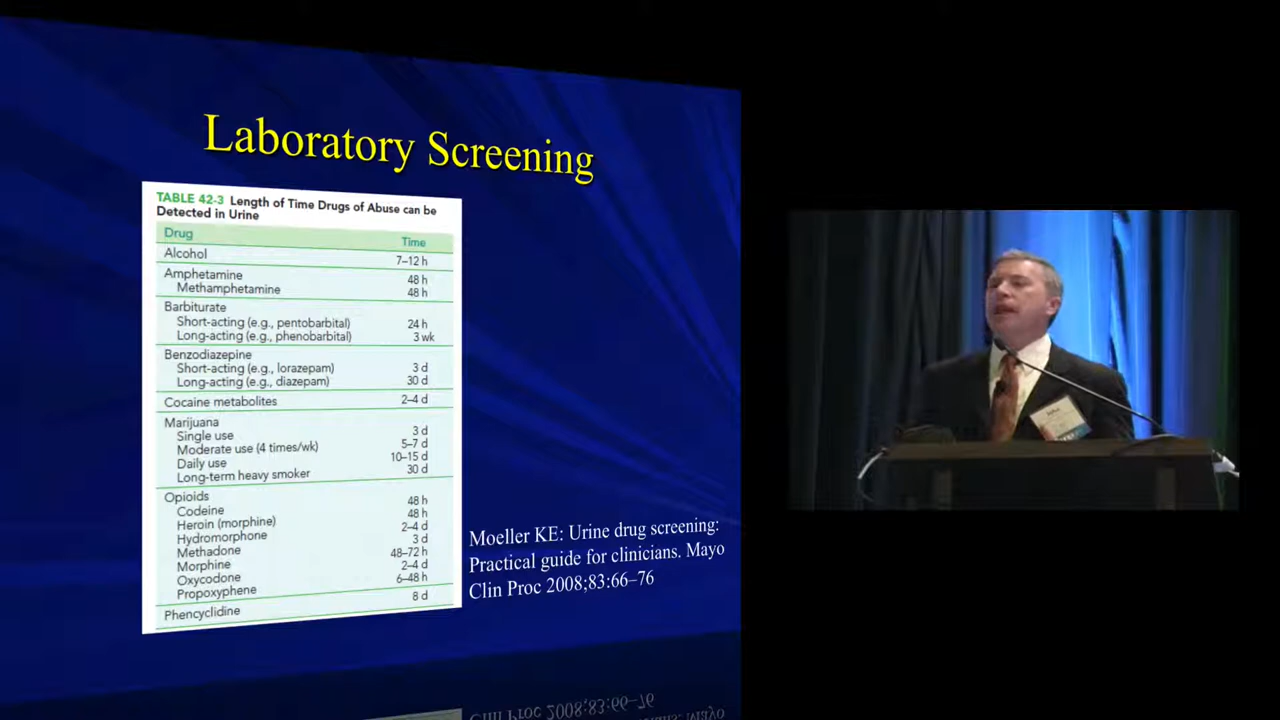 Laboratory Screening
TABLE 42-3 Length of Time Drugs of Abuse can be
Detected in Urine
Drug Time
Alcohol 7–12 h
Amphetamine 48 h
Methamphetamine 48 h
Barbiturate
Short-acting (e.g., pentobarbital) 24 h
Long-acting (e.g., phenobarbital) 3 wk
Benzodiazepine
Short-acting (e.g., lorazepam) 3 d
Long-acting (e.g., diazepam) 30 d
Cocaine metabolites 2–4 d
Marijuana
Single use 3 d
Moderate use (4 times/wk) 5–7 d
Daily use 10–15 d
Long-term heavy smoker 30 d
Opioids
Codeine 48 h
Heroin (morphine) 48 h
Hydromorphone 2–4 d
Methadone 3 d
Morphine 48–72 h
Oxycodone 2–4 d
Propoxyphene 6–48 h
Phencyclidine 8 d
Moeller KE: Urine drug screening:
Practical guide for clinicians. Mayo
Clin Proc 2008;83:66–76